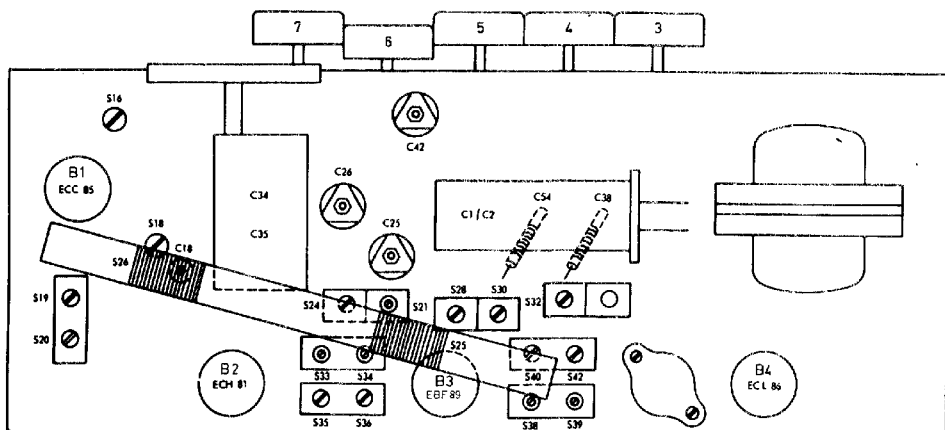 7
6
5
4
3
S16
C42
B1
ECC 85
C34
C26
C54
C38
C1/C2
C35
S18
C18
C25
S26
S19
S24
S21
S28
S30
S32
S20
S25
S33
S34
B2
ECH 81
B3
EBF 89
S40
S42
B4
ECL 86
S35
S36
S38
S39